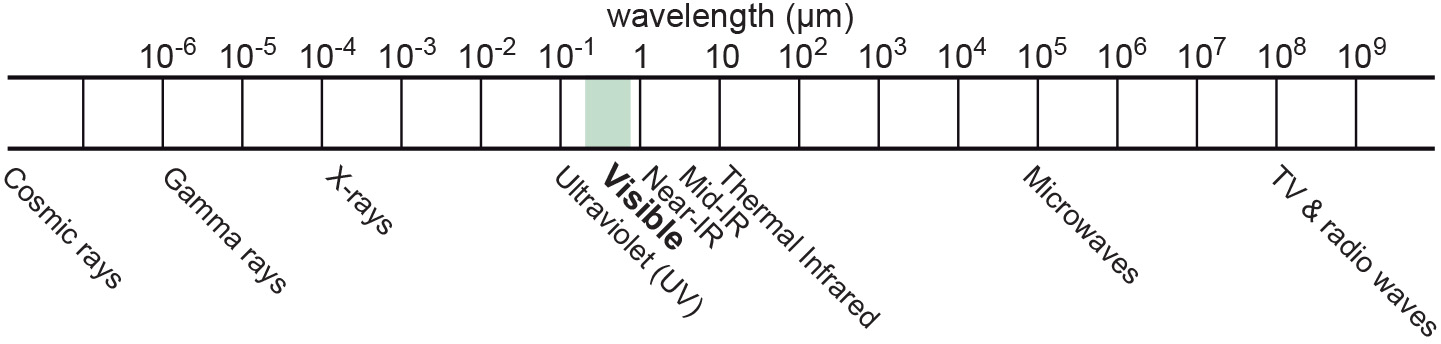 wavelength (µm)
10⁻⁶ 10⁻⁵ 10⁻⁴ 10⁻³ 10⁻² 10⁻¹ 1 10 10² 10³ 10⁴ 10⁵ 10⁶ 10⁷ 10⁸ 10⁹
Cosmic rays
Gamma rays
X-rays
Ultraviolet (UV)
Visible
Near-IR
Mid-IR
Thermal Infrared
Microwaves
TV & radio waves